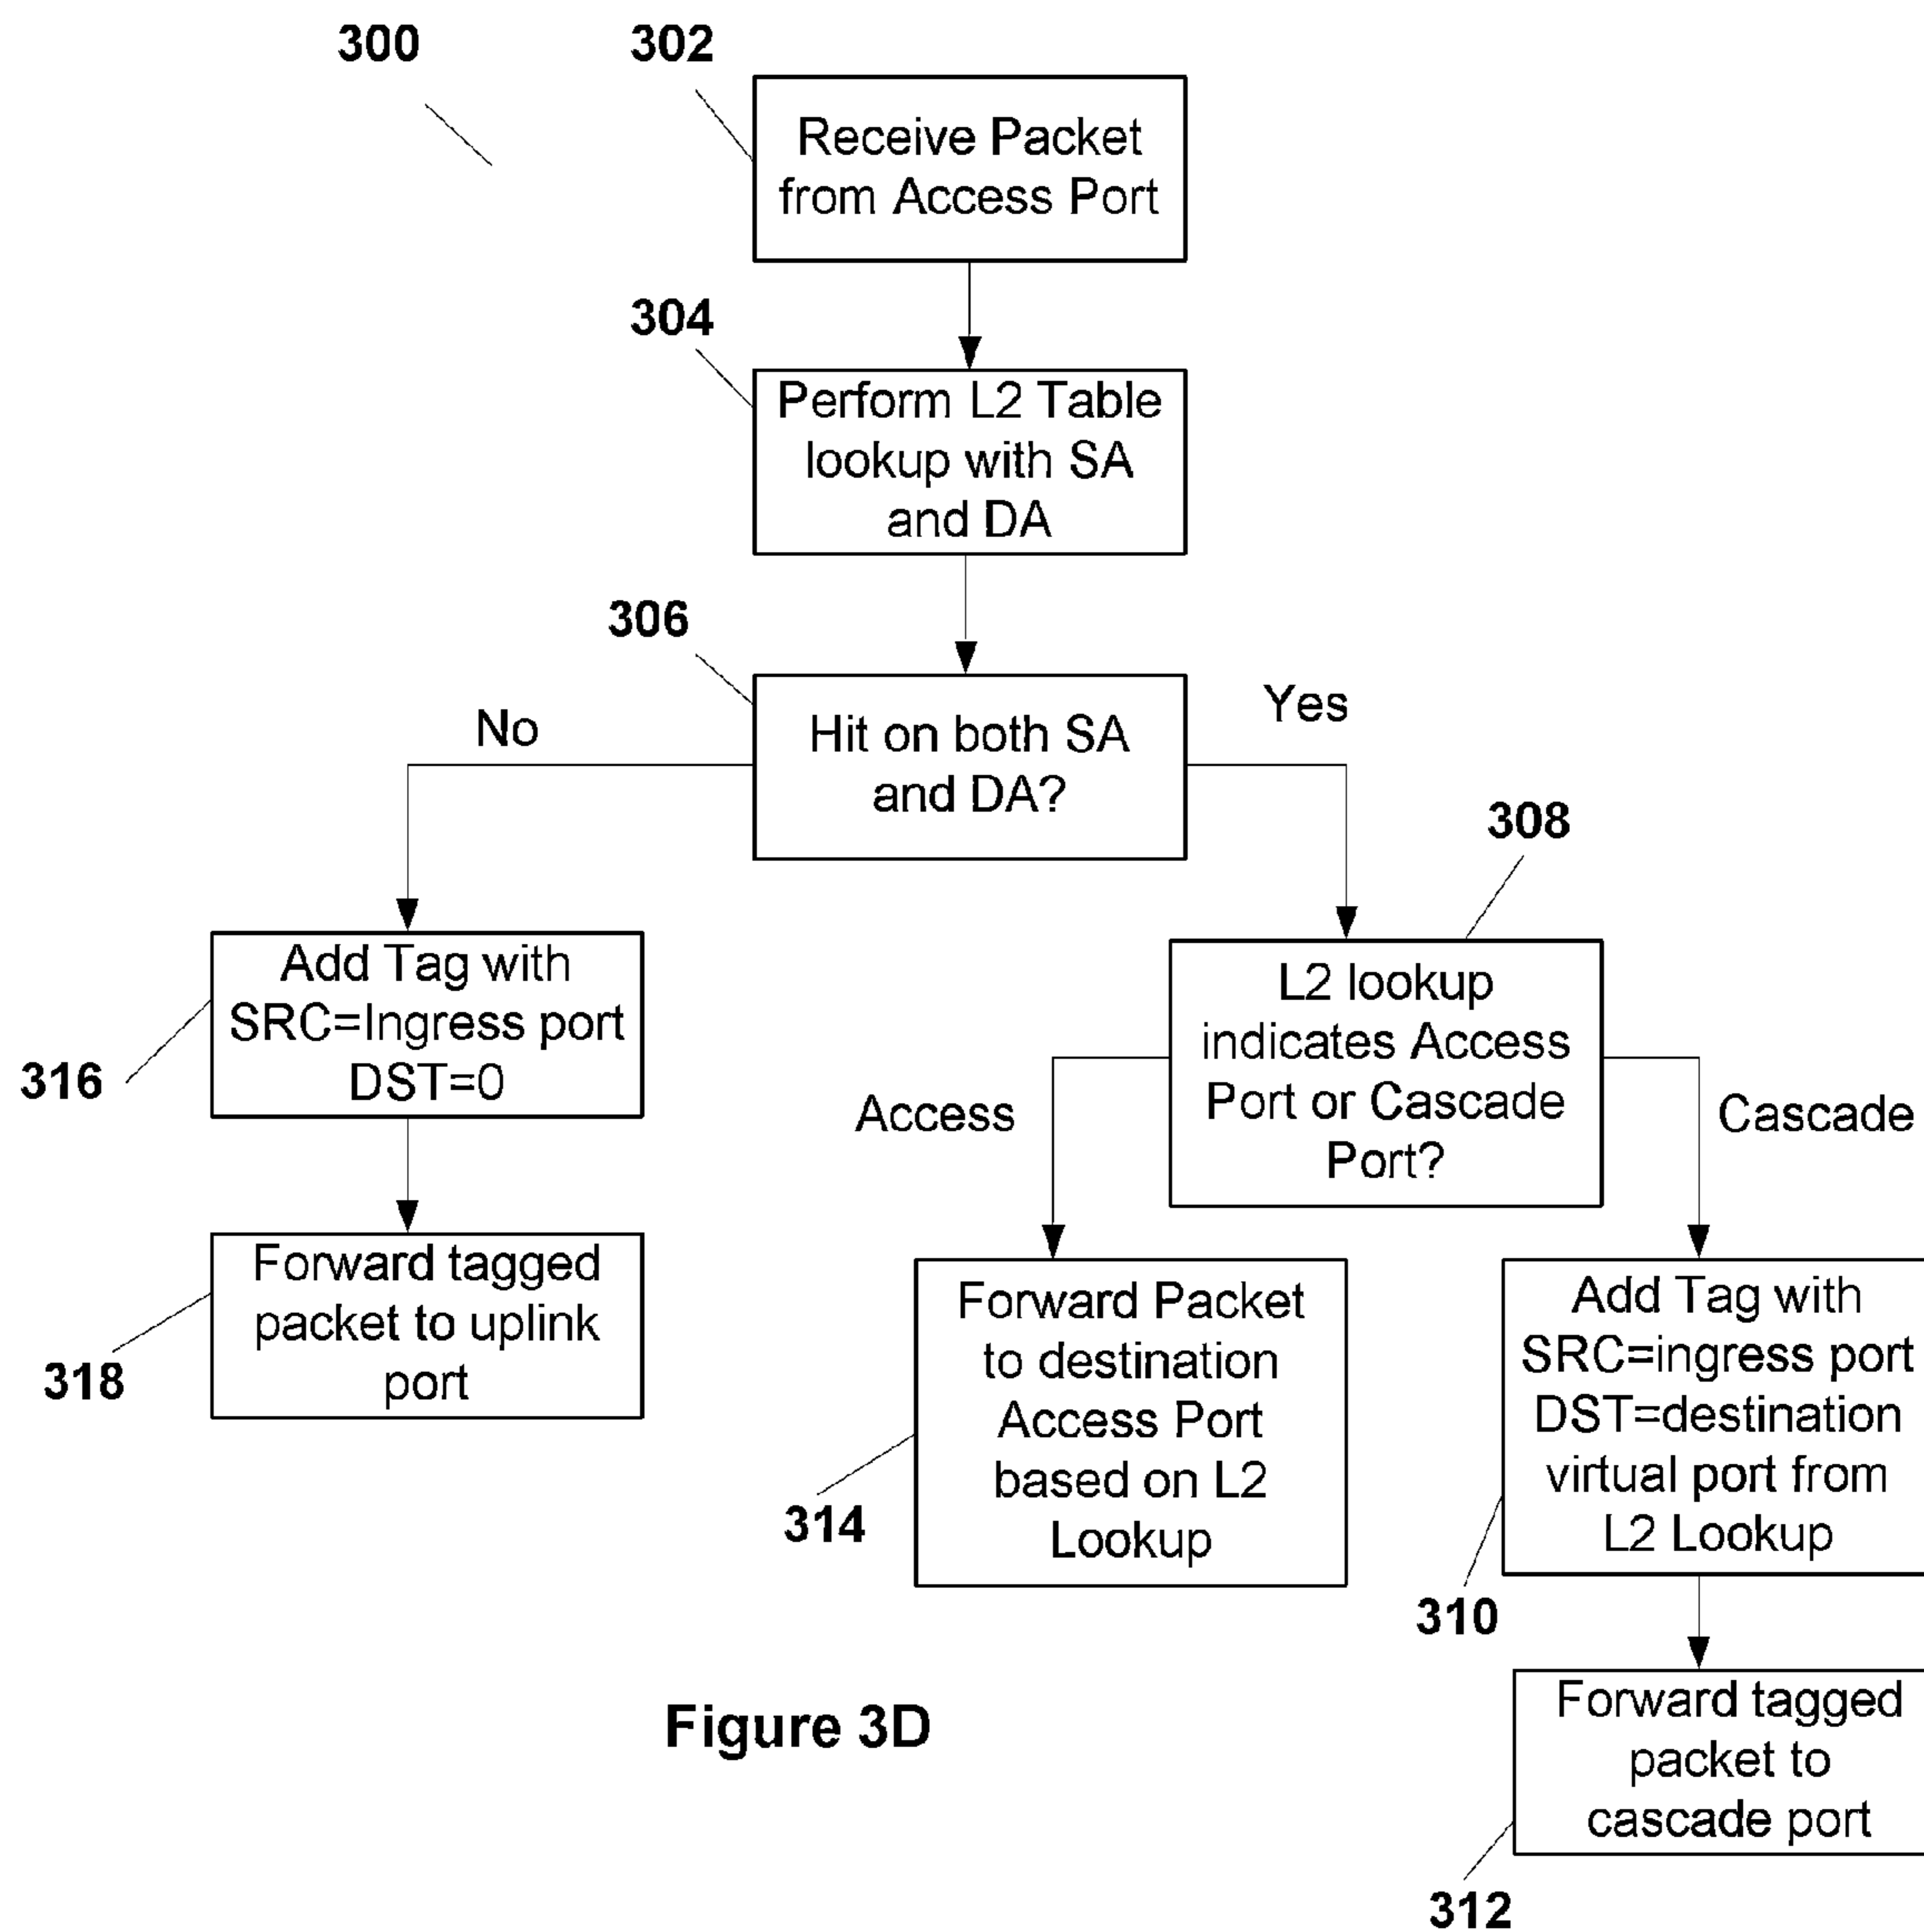 300
302
Receive Packet
from Access Port
304
Perform L2 Table
lookup with SA
and DA
306
Hit on both SA
and DA?
No
Yes
308
L2 lookup
indicates Access
Port or Cascade
Port?
Access
Cascade
316
Add Tag with
SRC=Ingress port
DST=0
318
Forward tagged
packet to uplink
port
314
Forward Packet
to destination
Access Port
based on L2
Lookup
310
Add Tag with
SRC=ingress port
DST=destination
virtual port from
L2 Lookup
312
Forward tagged
packet to
cascade port
Figure 3D